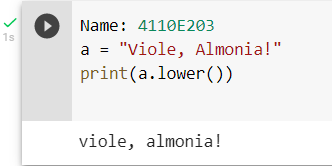 1s
Name: 4110E203
a = "Viole, Almonia!"
print(a.lower())
viole, almonia!